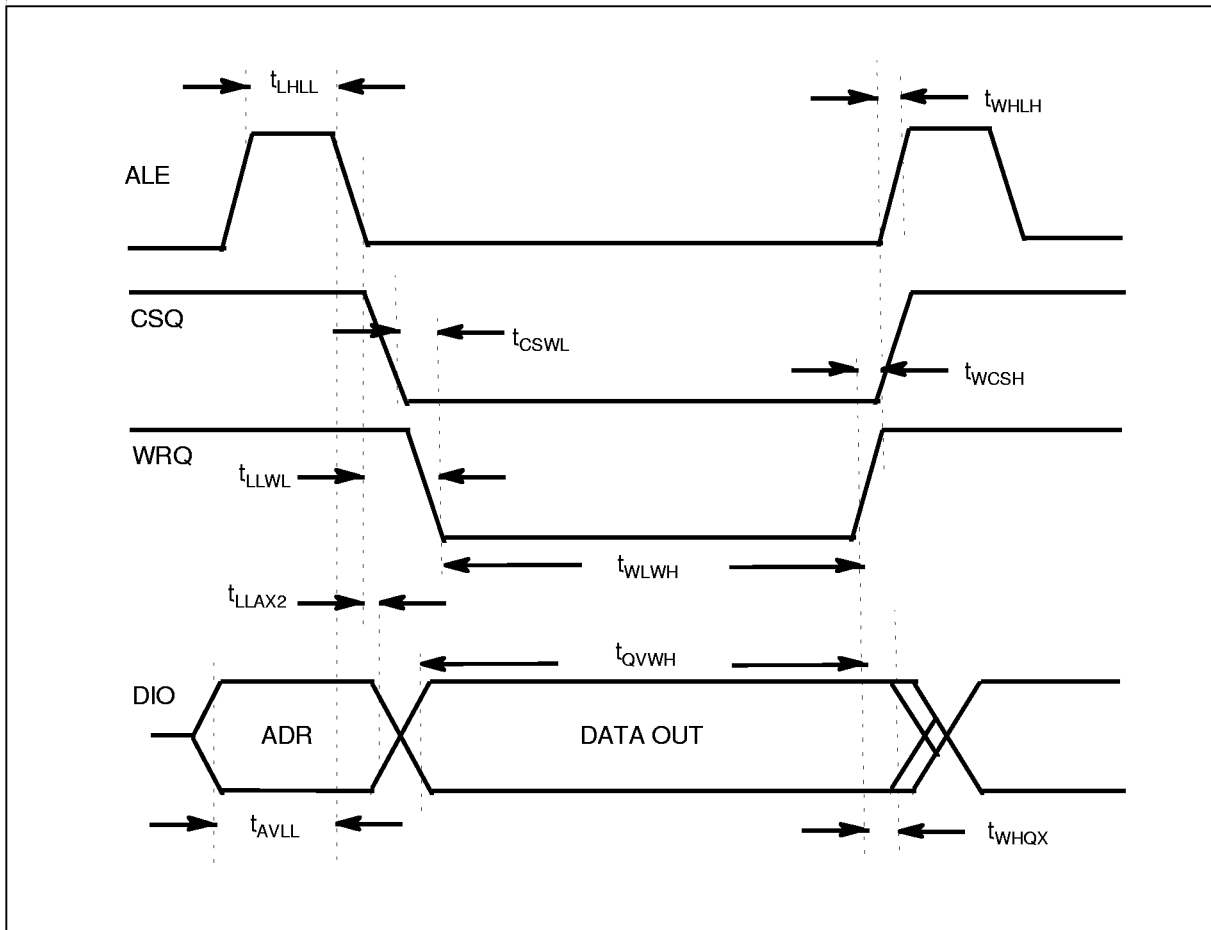 tLHLL
tWHLH
ALE
CSQ
tCSWL
tWCSH
WRQ
tLLWL
tWLWH
tLLAX2
tQVWH
DIO
ADR
DATA OUT
tAVLL
tWHQX